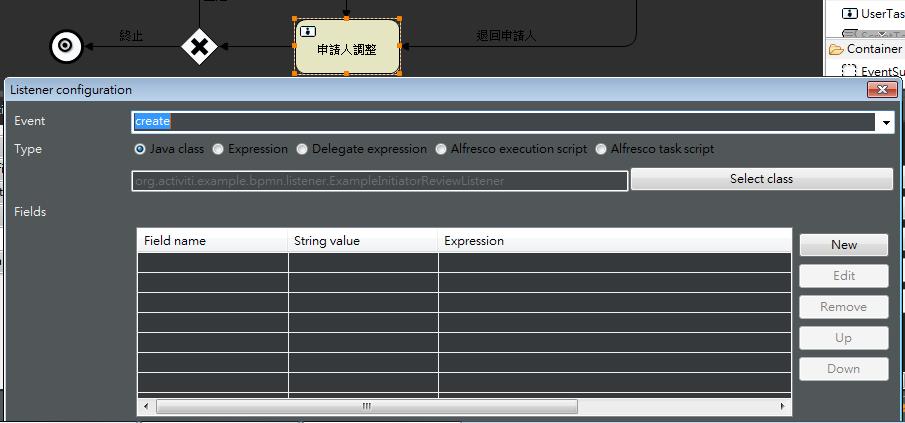 UserTas
終止
申請人調整
退回申請人
Container
EventSu
Listener configuration
Event
create
Type
Java class
Expression
Delegate expression
Alfresco execution script
Alfresco task script
org.activiti.example.bpmn.listener.ExampleInitiatorReviewListener
Select class
Fields
Field name
String value
Expression
New
Edit
Remove
Up
Down